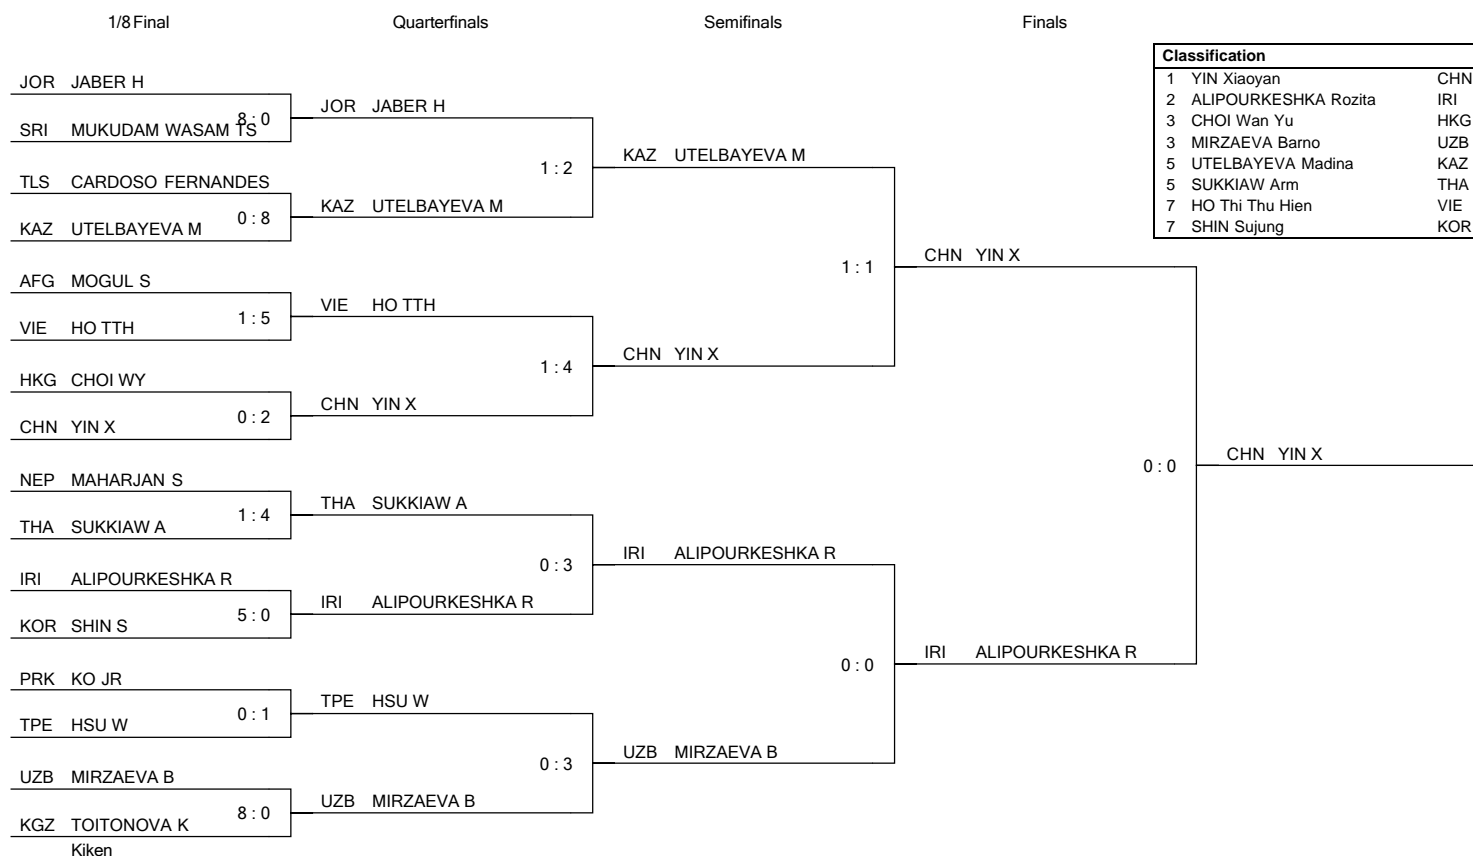 1/8 Final Quarterfinals Semifinals Finals
Classification
1 YIN Xiaoyan CHN
2 ALIPOURKESHKA Rozita IRI
3 CHOI Wan Yu HKG
3 MIRZAEVA Barno UZB
5 UTELBAYEVA Madina KAZ
5 SUKKIAW Arm THA
7 HO Thi Thu Hien VIE
7 SHIN Sujung KOR
JOR JABER H
8 : 0
SRI MUKUDAM WASAM TS
TLS CARDOSO FERNANDES
0 : 8
KAZ UTELBAYEVA M
AFG MOGUL S
1 : 5
VIE HO TTH
HKG CHOI WY
0 : 2
CHN YIN X
NEP MAHARJAN S
1 : 4
THA SUKKIAW A
IRI ALIPOURKESHKA R
5 : 0
KOR SHIN S
PRK KO JR
0 : 1
TPE HSU W
UZB MIRZAEVA B
8 : 0
KGZ TOITONOVA K
Kiken
JOR JABER H
1 : 2
KAZ UTELBAYEVA M
VIE HO TTH
1 : 4
CHN YIN X
THA SUKKIAW A
0 : 3
IRI ALIPOURKESHKA R
TPE HSU W
0 : 3
UZB MIRZAEVA B
KAZ UTELBAYEVA M
1 : 1
CHN YIN X
IRI ALIPOURKESHKA R
0 : 0
UZB MIRZAEVA B
CHN YIN X
0 : 0
IRI ALIPOURKESHKA R
CHN YIN X